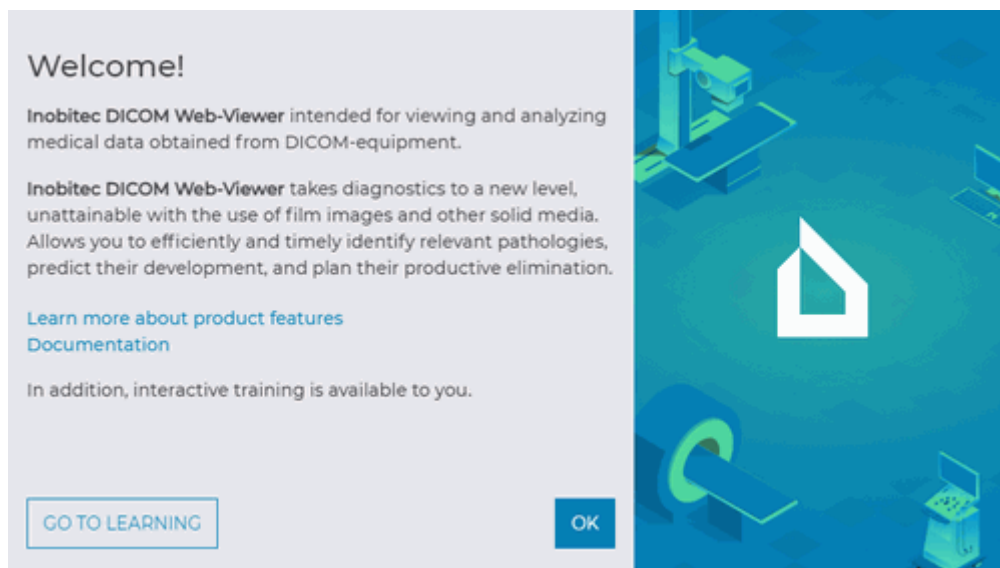 Welcome!
Inobitec DICOM Web-Viewer intended for viewing and analyzing
medical data obtained from DICOM-equipment.
Inobitec DICOM Web-Viewer takes diagnostics to a new level,
unattainable with the use of film images and other solid media.
Allows you to efficiently and timely identify relevant pathologies,
predict their development, and plan their productive elimination.
Learn more about product features
Documentation
In addition, interactive training is available to you.
GO TO LEARNING
OK